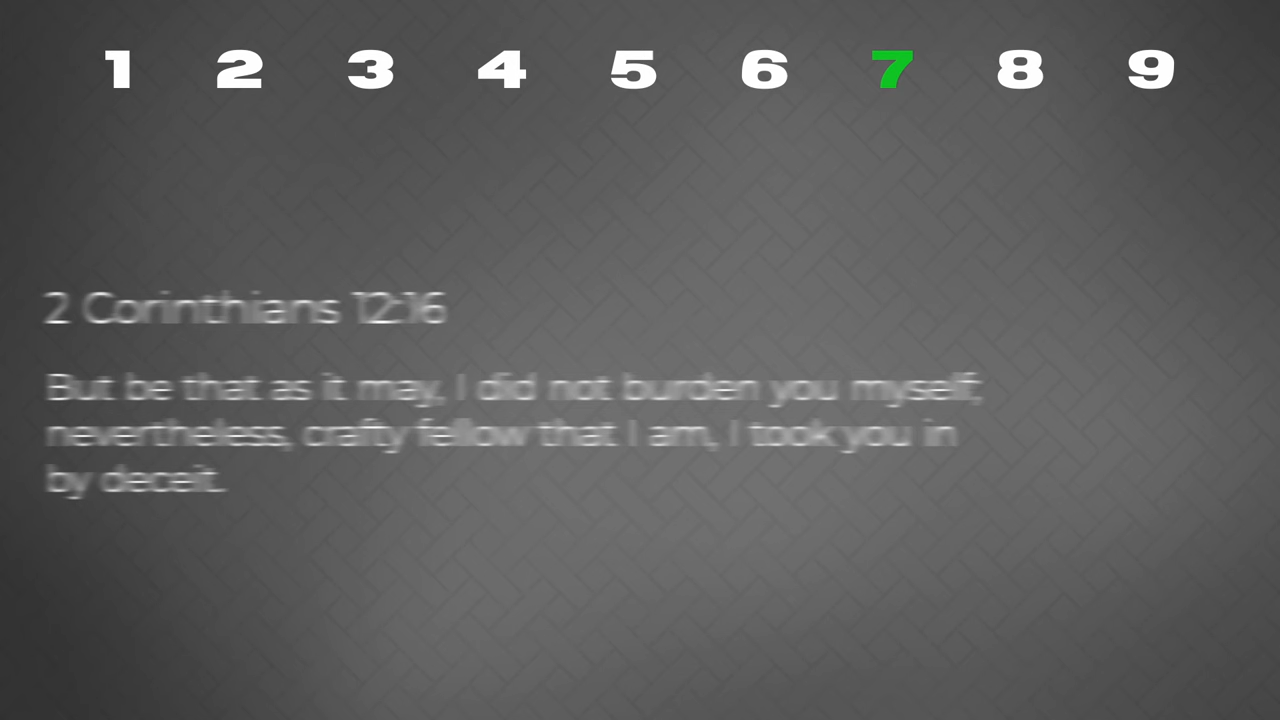 1 2 3 4 5 6 7 8 9
2 Corinthians 12:16
But be that as it may, I did not burden you myself;
nevertheless, crafty fellow that I am, I took you in
by deceit.